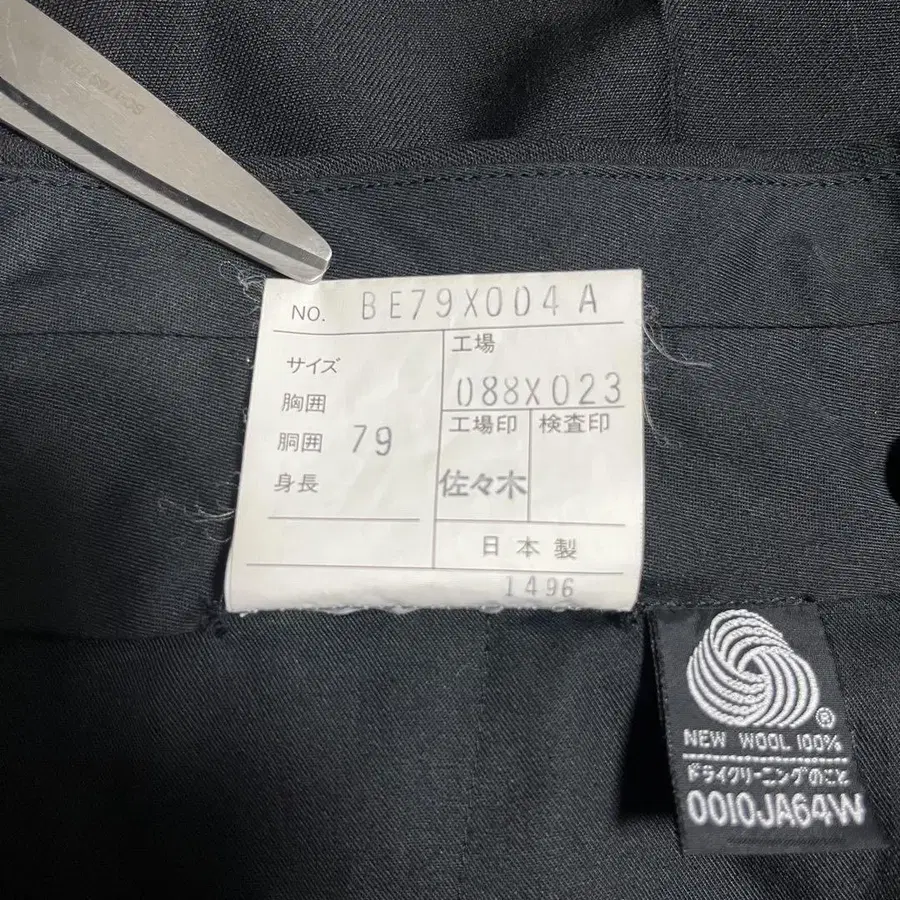 NO. BE79X004A
サイズ
胸囲
胴囲 79
身長
工場
088X023
工場印 検査印
佐々木
日本製
1496
®
NEW WOOL 100%
ドライクリーニングのこと
0010JA64W